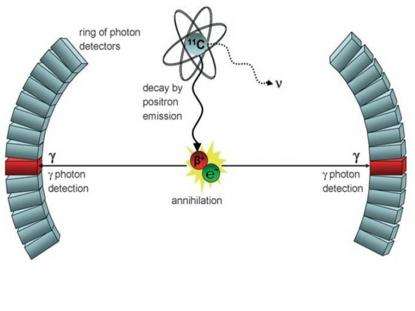 ring of photon
detectors
¹¹C
decay by
positron
emission
ν
γ
γ
β⁺
e⁻
γ photon
detection
γ photon
detection
annihilation